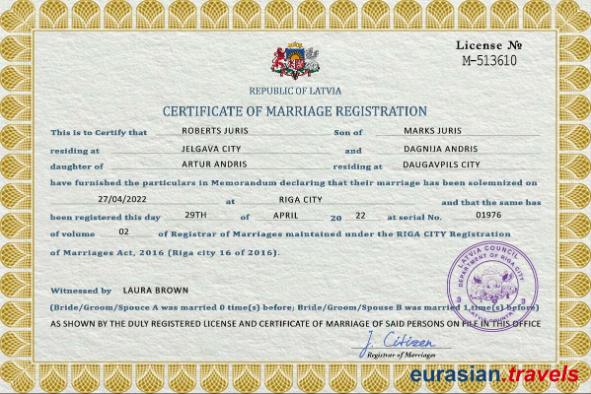 License №
M-513610
REPUBLIC OF LATVIA
CERTIFICATE OF MARRIAGE REGISTRATION
This is to Certify that ROBERTS JURIS Son of MARKS JURIS
residing at JELGAVA CITY and DAGNIJA ANDRIS
daughter of ARTUR ANDRIS residing at DAUGAVPILS CITY
have furnished the particulars in Memorandum declaring that their marriage has been solemnized on
27/04/2022 at RIGA CITY and that the same has
been registered this day 29TH of APRIL 20 22 at serial No. 01976
of volume 02 of Registrar of Marriages maintained under the RIGA CITY Registration
of Marriages Act, 2016 (Riga city 16 of 2016).
LATVIA COUNCIL
DEPARTMENT OF RIGA CITY
Witnessed by LAURA BROWN
(Bride/Groom/Spouce A was married 0 time(s) before; Bride/Groom/Spouse B was married 1 time(s) before)
AS SHOWN BY THE DULY REGISTERED LICENSE AND CERTIFICATE OF MARRIAGE OF SAID PERSONS ON FILE IN THIS OFFICE
J. Citizen
Registrar of Marriages
eurasian.travels